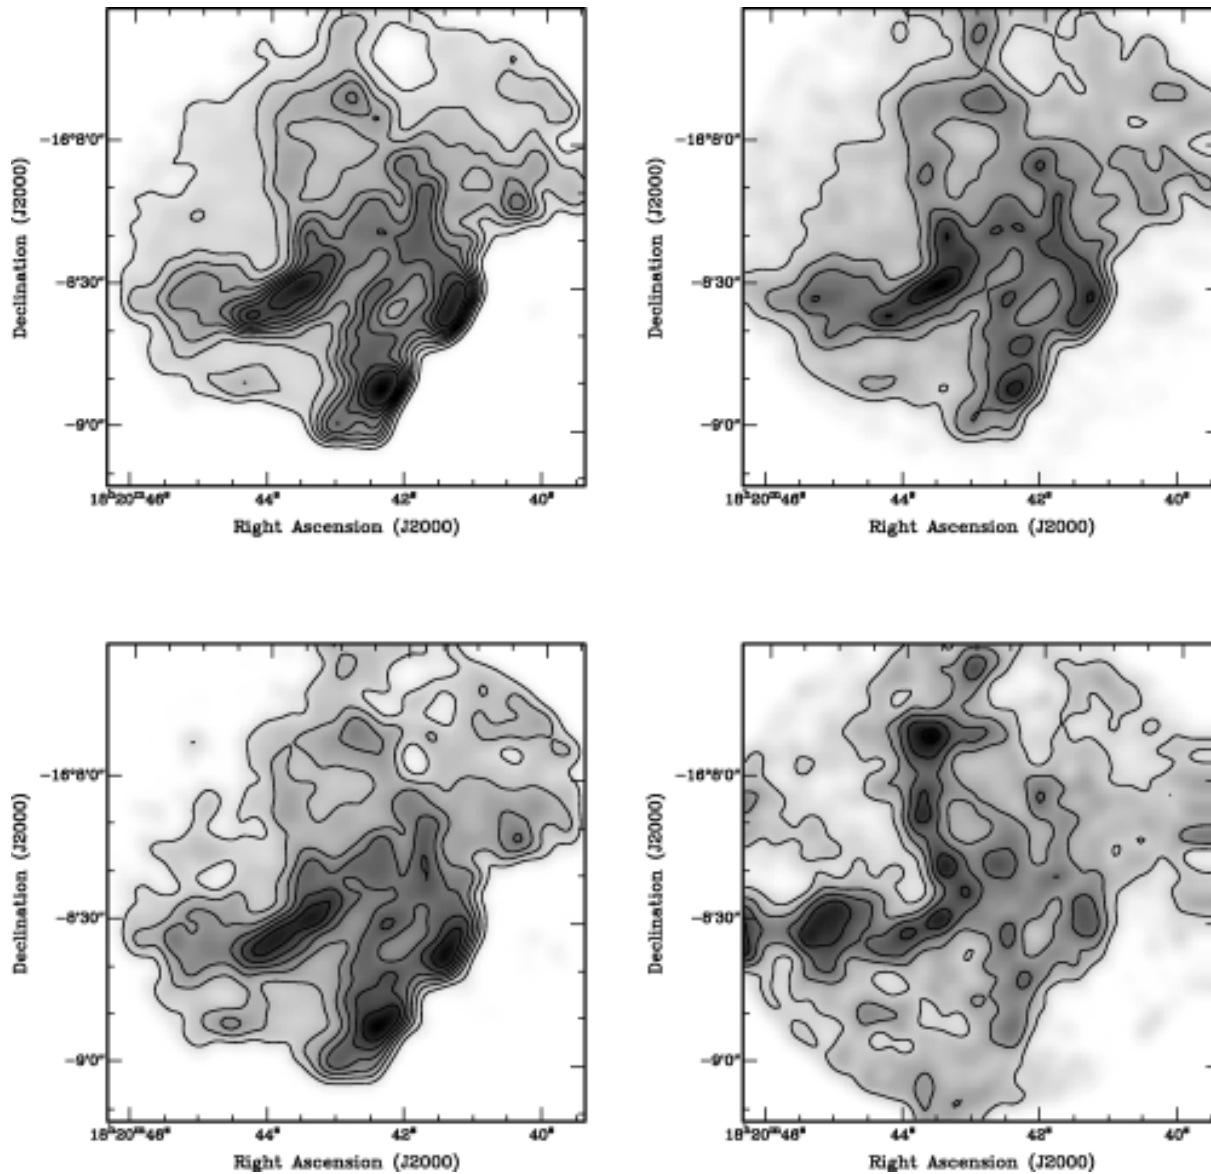 -16°8'0"
-8'30"
-9'0"
Declination (J2000)
18ʰ20ᵐ46ˢ 44ˢ 42ˢ 40ˢ
Right Ascension (J2000)
-16°8'0"
-8'30"
-9'0"
Declination (J2000)
18ʰ20ᵐ46ˢ 44ˢ 42ˢ 40ˢ
Right Ascension (J2000)
-16°8'0"
-8'30"
-9'0"
Declination (J2000)
18ʰ20ᵐ46ˢ 44ˢ 42ˢ 40ˢ
Right Ascension (J2000)
-16°8'0"
-8'30"
-9'0"
Declination (J2000)
18ʰ20ᵐ46ˢ 44ˢ 42ˢ 40ˢ
Right Ascension (J2000)